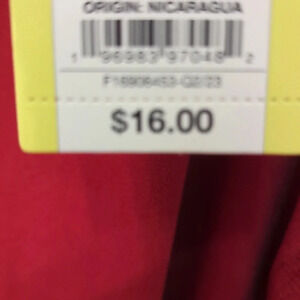 ORIGIN: NICARAGUA
1 96983 97048 2
F16906453-Q2/23
$16.00